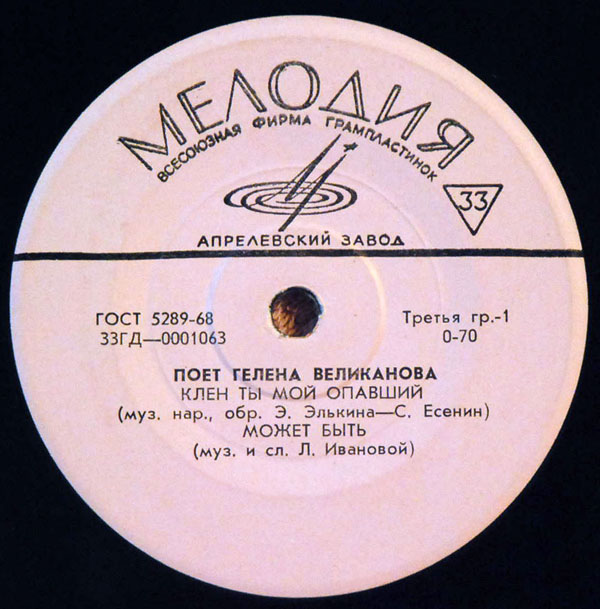 МЕЛОДИЯ
ВСЕСОЮЗНАЯ ФИРМА ГРАМПЛАСТИНОК
33
АПРЕЛЕВСКИЙ ЗАВОД
ГОСТ 5289-68 Третья гр.-1
33ГД—0001063 0-70
ПОЕТ ГЕЛЕНА ВЕЛИКАНОВА
КЛЕН ТЫ МОЙ ОПАВШИЙ
(муз. нар., обр. Э. Элькина—С. Есенин)
МОЖЕТ БЫТЬ
(муз. и сл. Л. Ивановой)